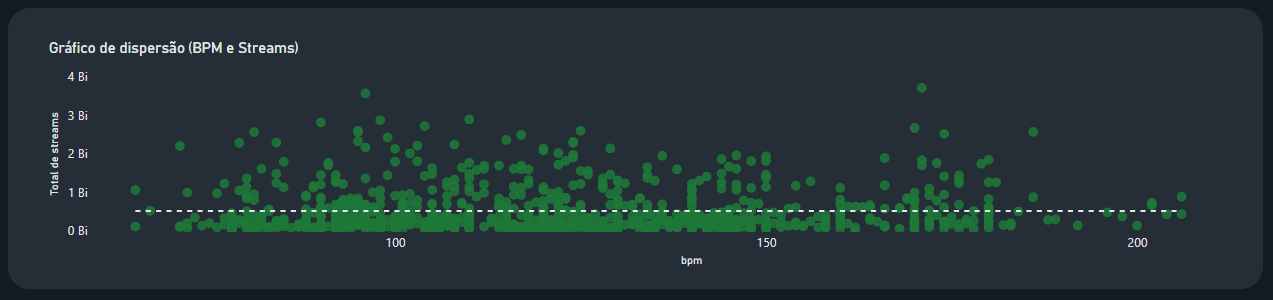 Gráfico de dispersão (BPM e Streams)
4 Bi
3 Bi
2 Bi
1 Bi
0 Bi
Total de streams
100
150
200
bpm